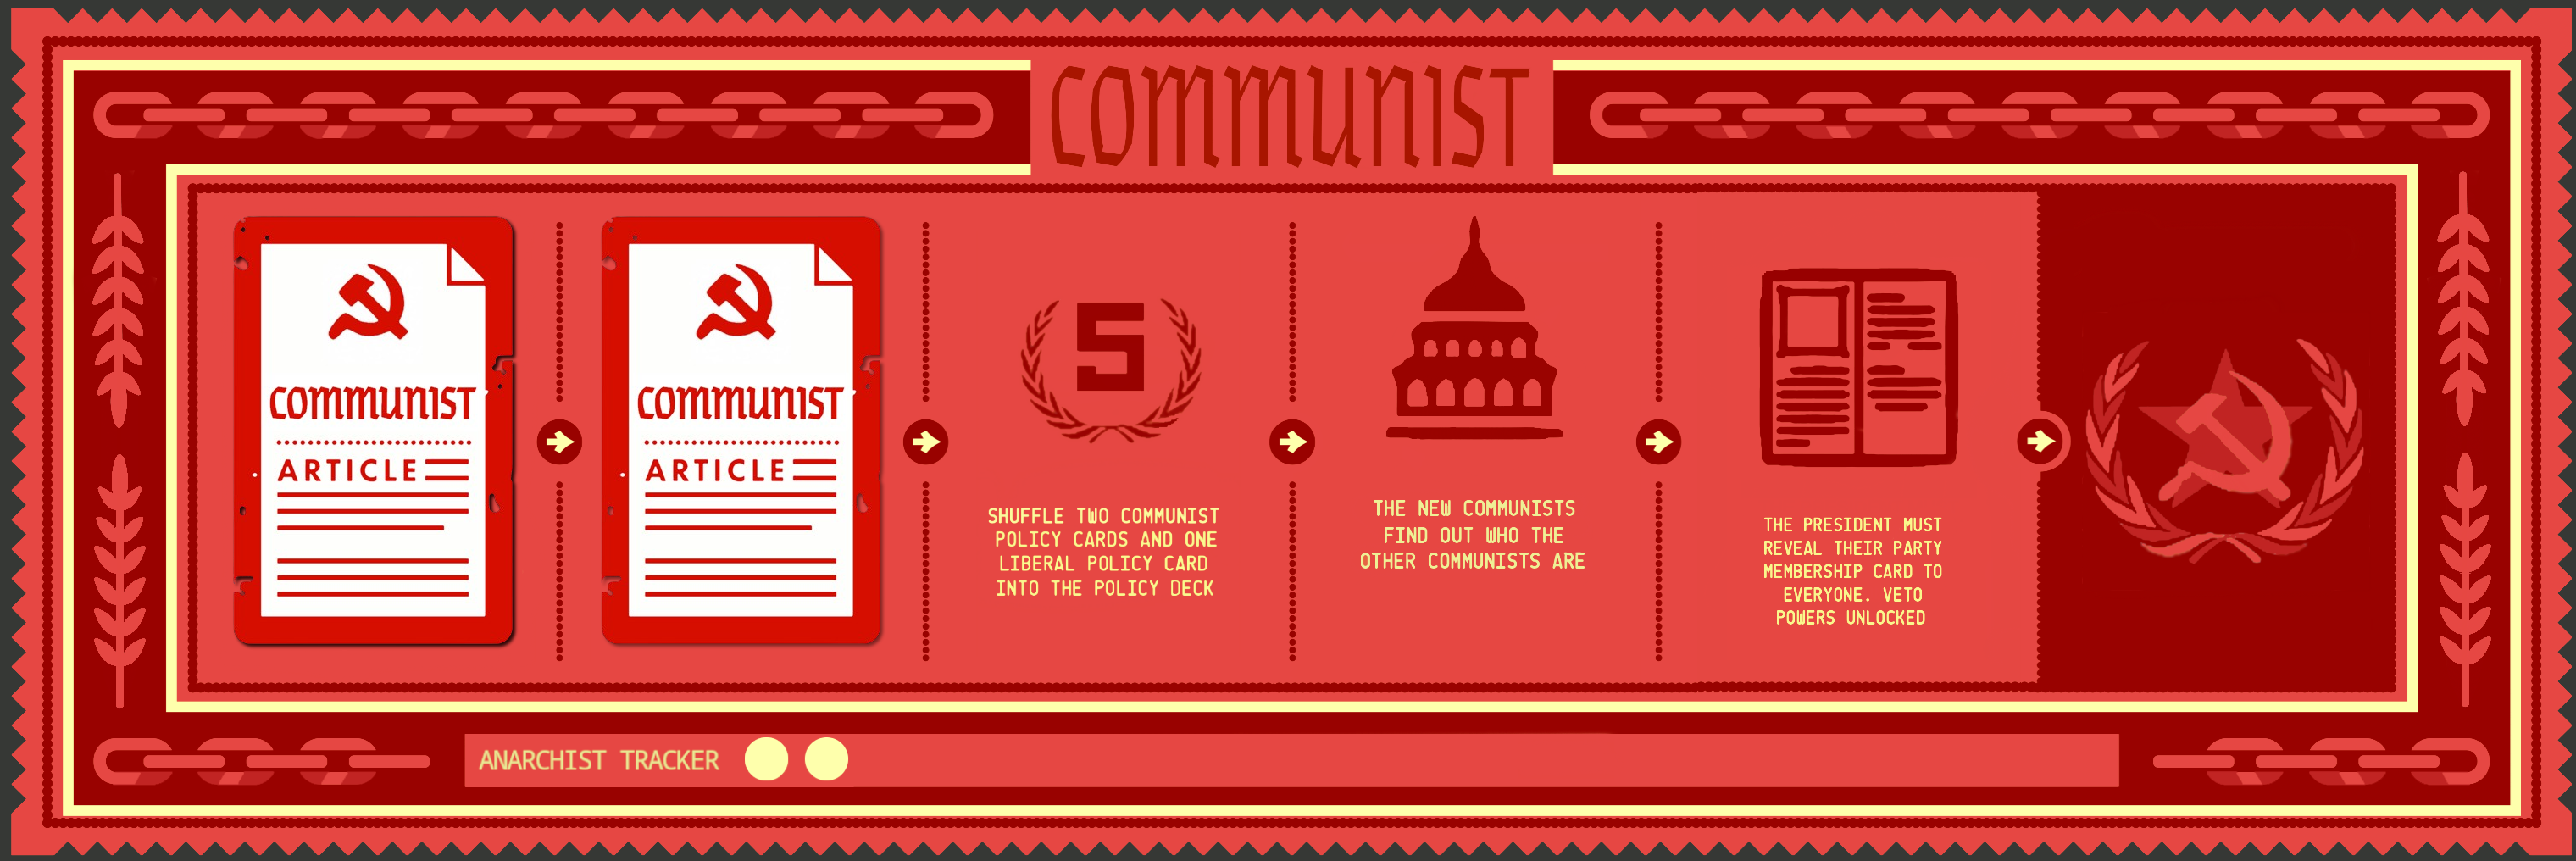 COMMUNIST
COMMUNIST
ARTICLE
COMMUNIST
ARTICLE
5
SHUFFLE TWO COMMUNIST
POLICY CARDS AND ONE
LIBERAL POLICY CARD
INTO THE POLICY DECK
THE NEW COMMUNISTS
FIND OUT WHO THE
OTHER COMMUNISTS ARE
THE PRESIDENT MUST
REVEAL THEIR PARTY
MEMBERSHIP CARD TO
EVERYONE. VETO
POWERS UNLOCKED
ANARCHIST TRACKER